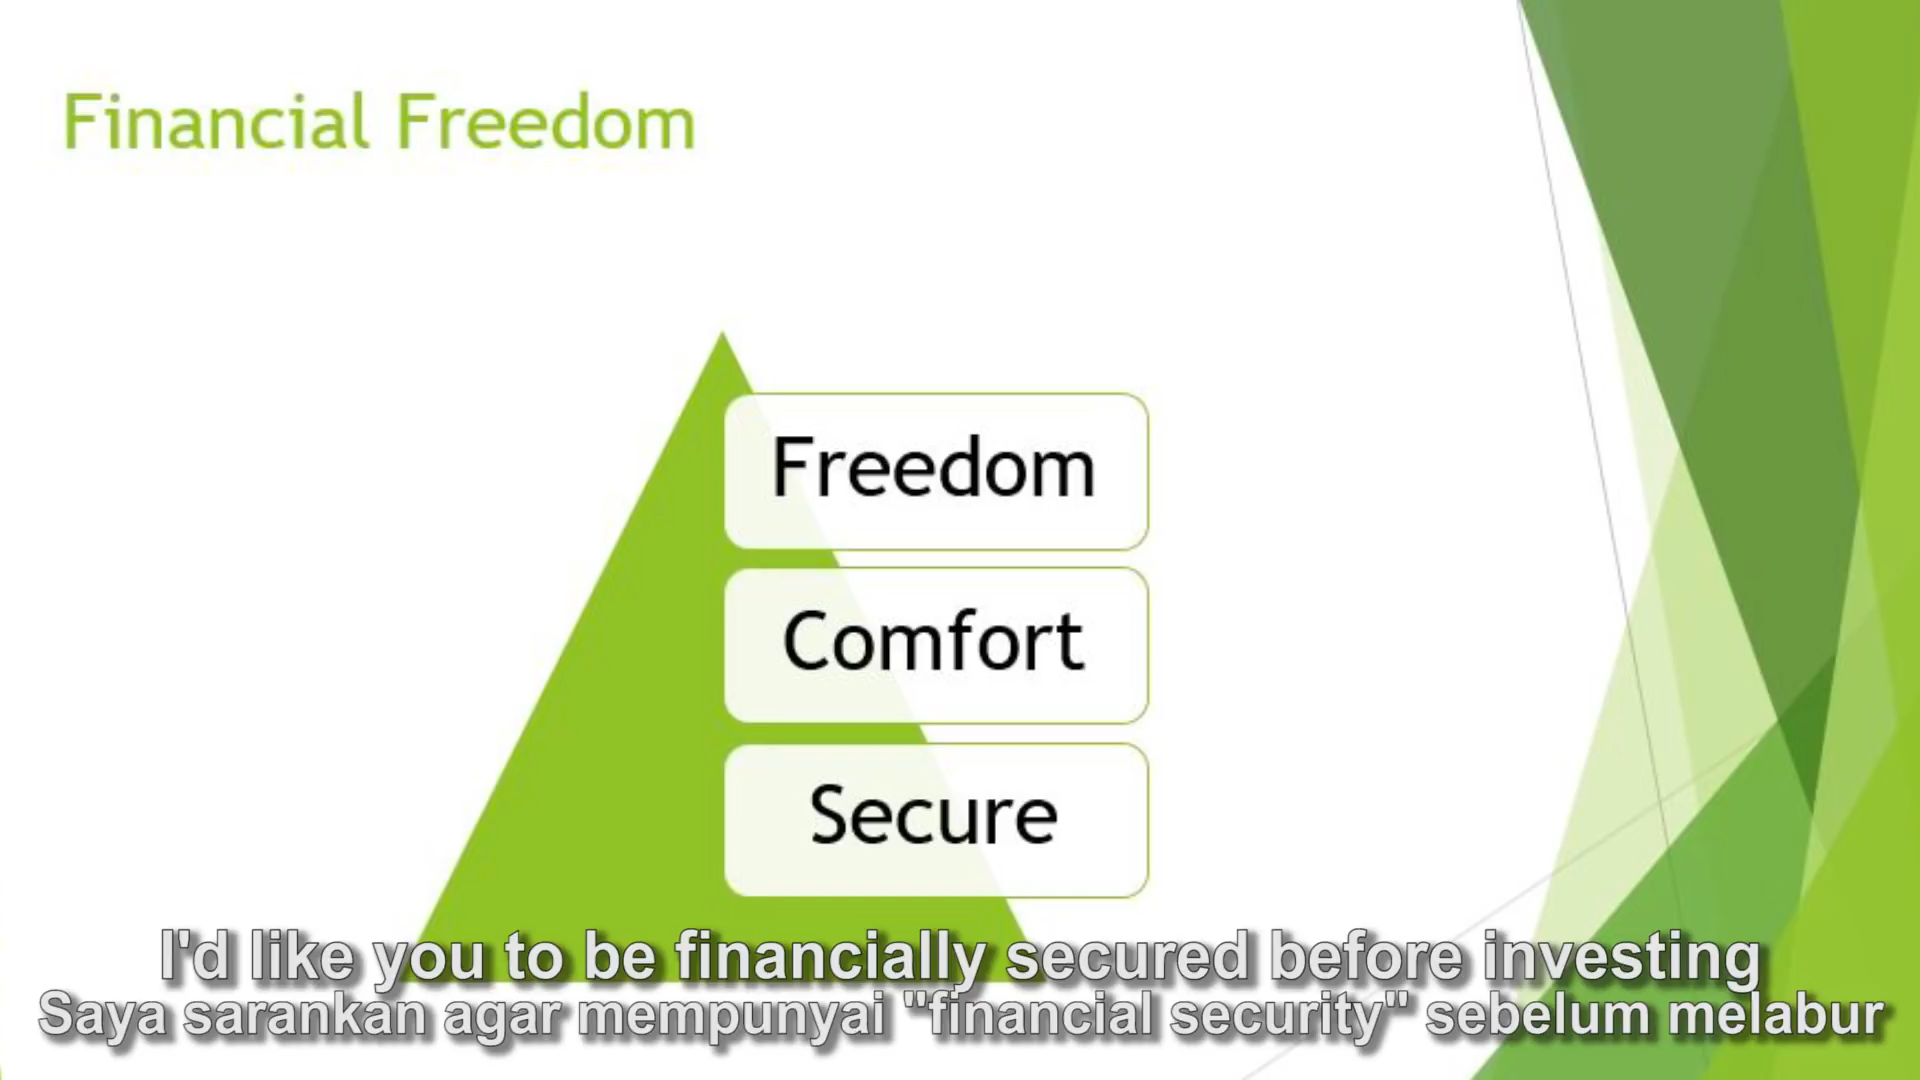 Financial Freedom
Freedom
Comfort
Secure
I'd like you to be financially secured before investing
Saya sarankan agar mempunyai "financial security" sebelum melabur